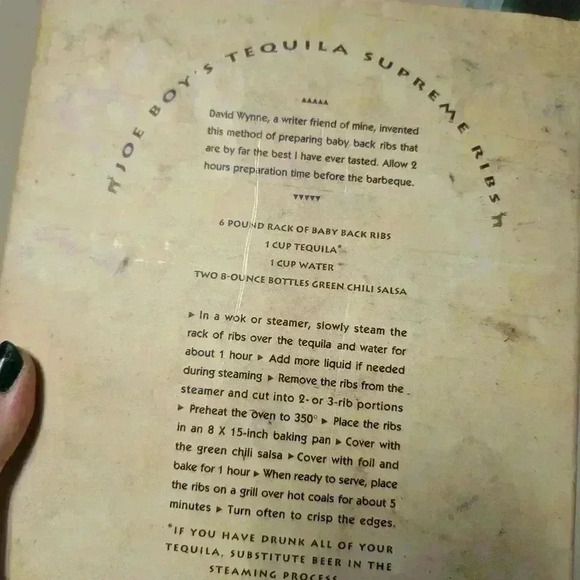 JOE BOY'S TEQUILA SUPREME RIBS
David Wynne, a writer friend of mine, invented
this method of preparing baby back ribs that
are by far the best I have ever tasted. Allow 2
hours preparation time before the barbeque.
6 POUND RACK OF BABY BACK RIBS
1 CUP TEQUILA*
1 CUP WATER
TWO 8-OUNCE BOTTLES GREEN CHILI SALSA
▶ In a wok or steamer, slowly steam the
rack of ribs over the tequila and water for
about 1 hour ▶ Add more liquid if needed
during steaming ▶ Remove the ribs from the
steamer and cut into 2- or 3-rib portions
▶ Preheat the oven to 350° ▶ Place the ribs
in an 8 X 15-inch baking pan ▶ Cover with
the green chili salsa ▶ Cover with foil and
bake for 1 hour ▶ When ready to serve, place
the ribs on a grill over hot coals for about 5
minutes ▶ Turn often to crisp the edges.
*IF YOU HAVE DRUNK ALL OF YOUR
TEQUILA, SUBSTITUTE BEER IN THE
STEAMING PROCESS